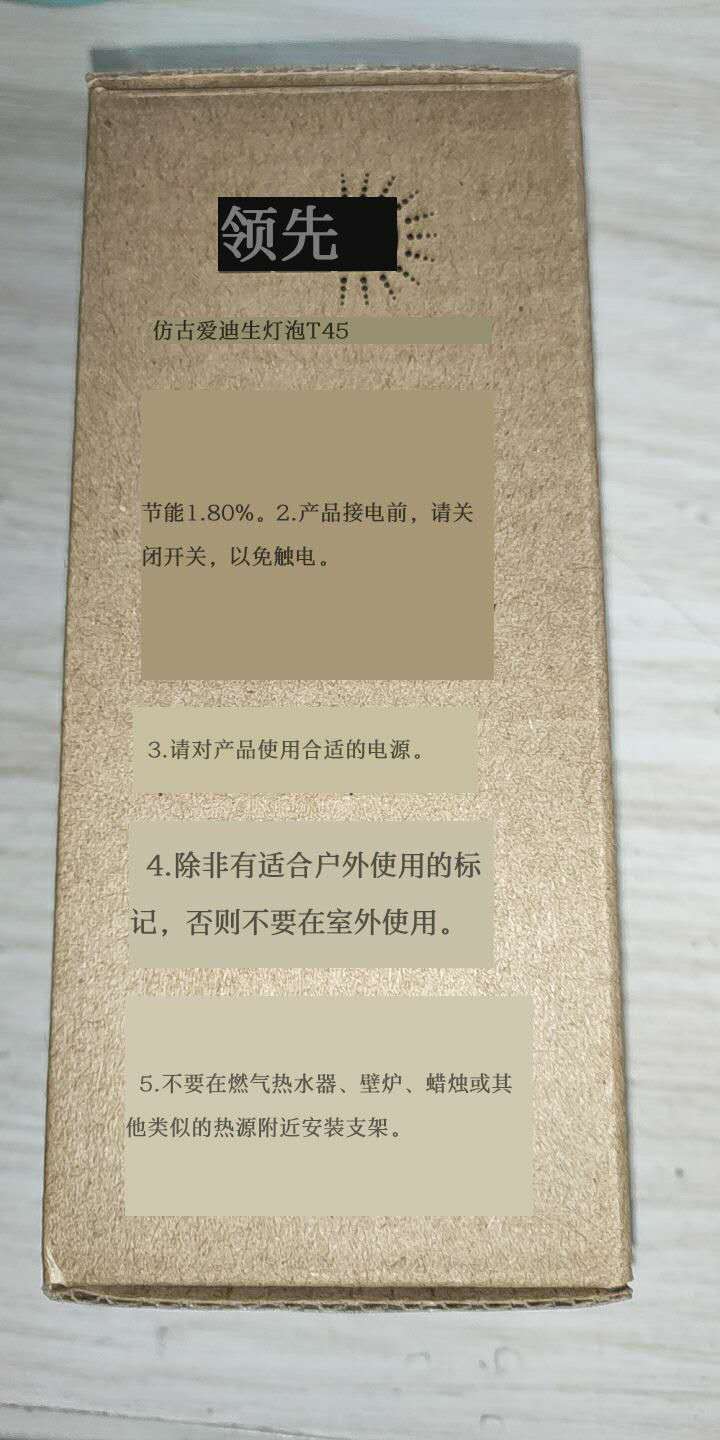 领先
仿古爱迪生灯泡T45
节能1.80%。2.产品接电前，请关
闭开关，以免触电。
3.请对产品使用合适的电源。
4.除非有适合户外使用的标
记，否则不要在室外使用。
5.不要在燃气热水器、壁炉、蜡烛或其
他类似的热源附近安装支架。